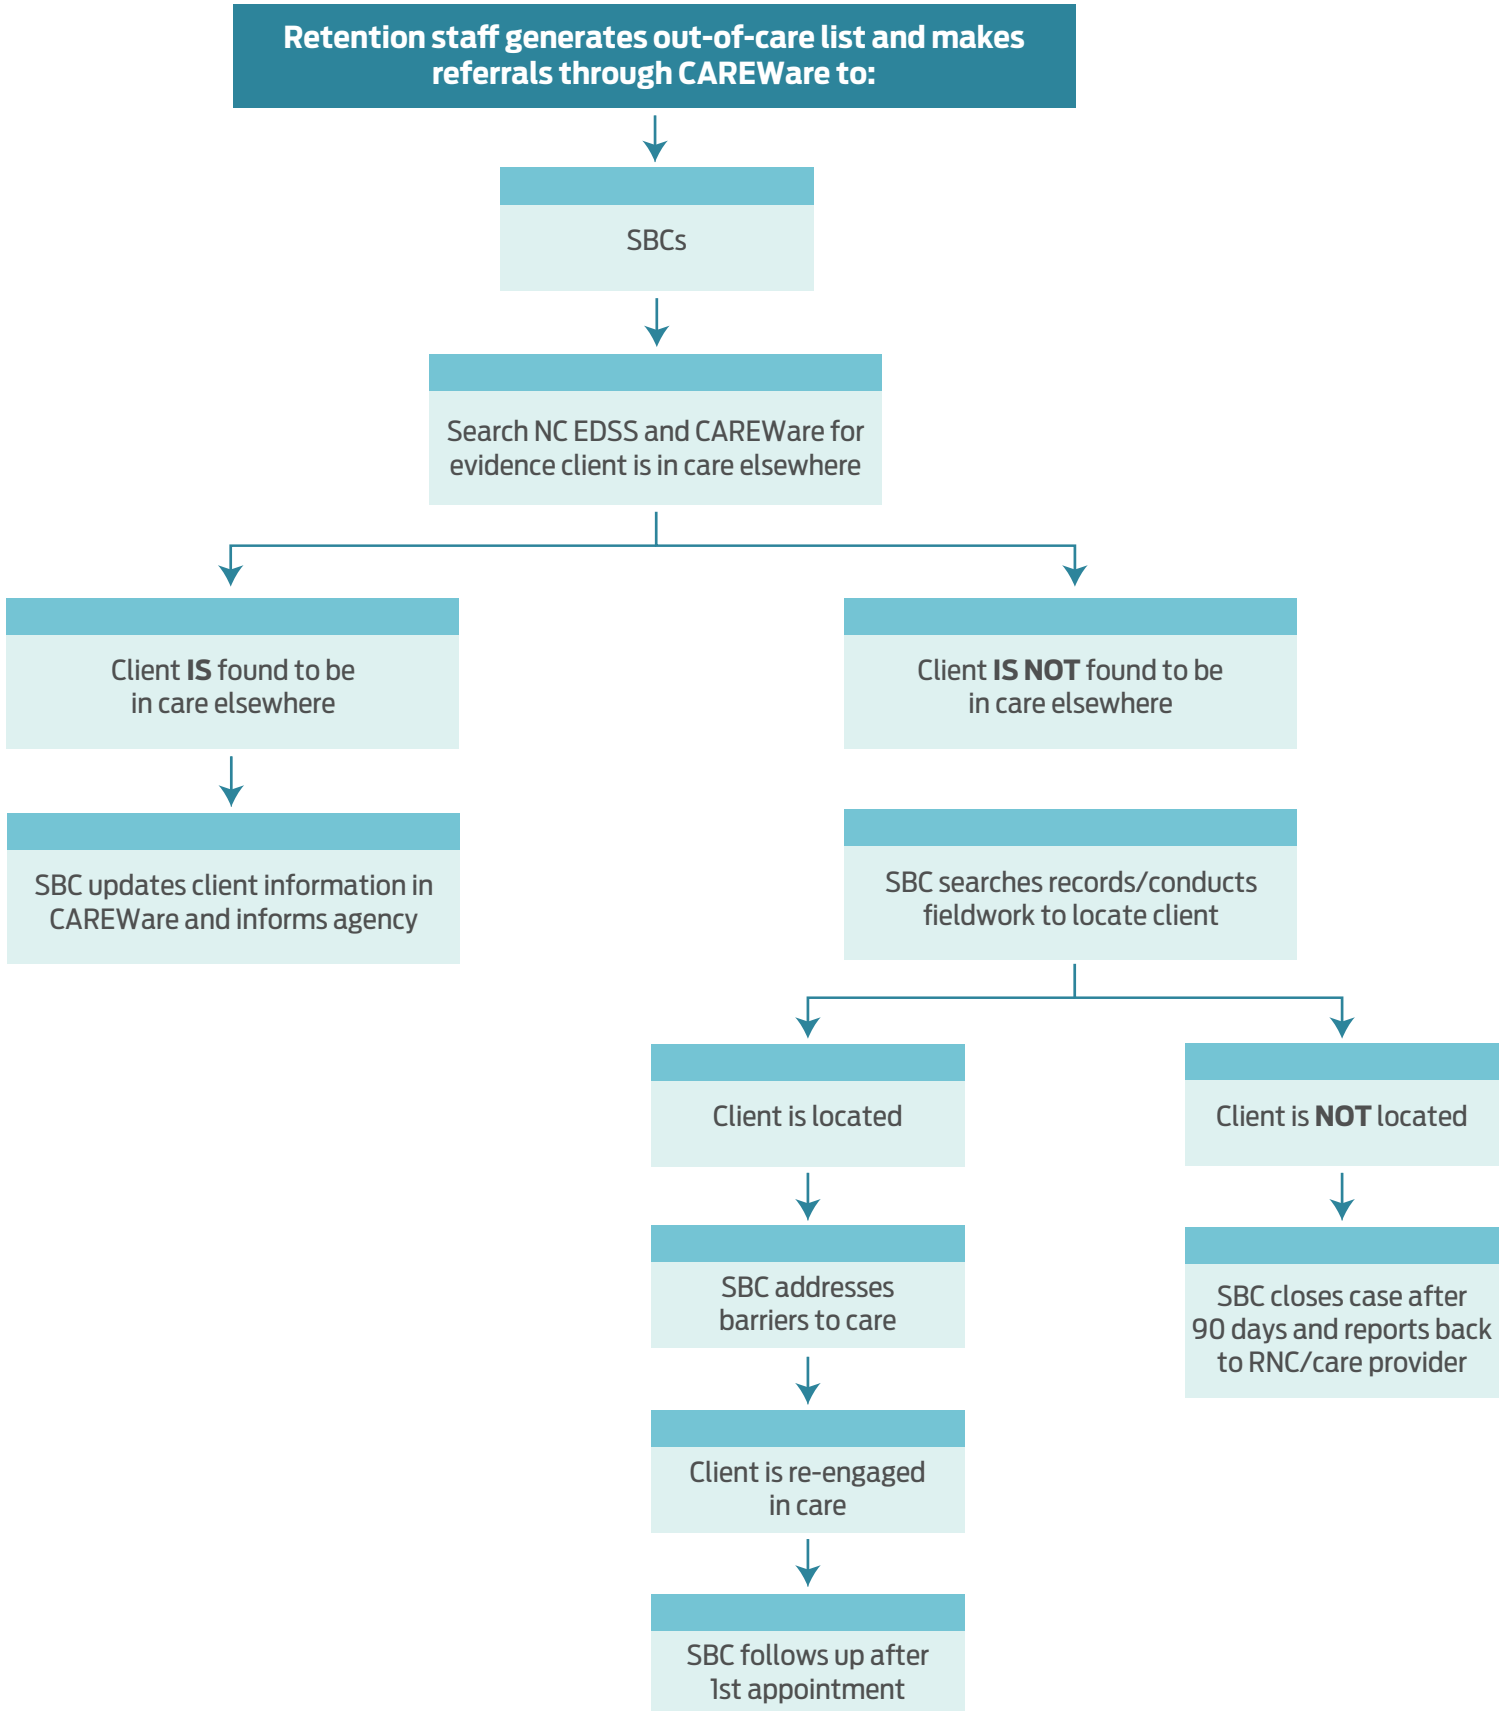 Retention staff generates out-of-care list and makes
referrals through CAREWare to:
SBCs
Search NC EDSS and CAREWare for
evidence client is in care elsewhere
Client IS found to be
in care elsewhere
Client IS NOT found to be
in care elsewhere
SBC updates client information in
CAREWare and informs agency
SBC searches records/conducts
fieldwork to locate client
Client is located
Client is NOT located
SBC addresses
barriers to care
SBC closes case after
90 days and reports back
to RNC/care provider
Client is re-engaged
in care
SBC follows up after
1st appointment